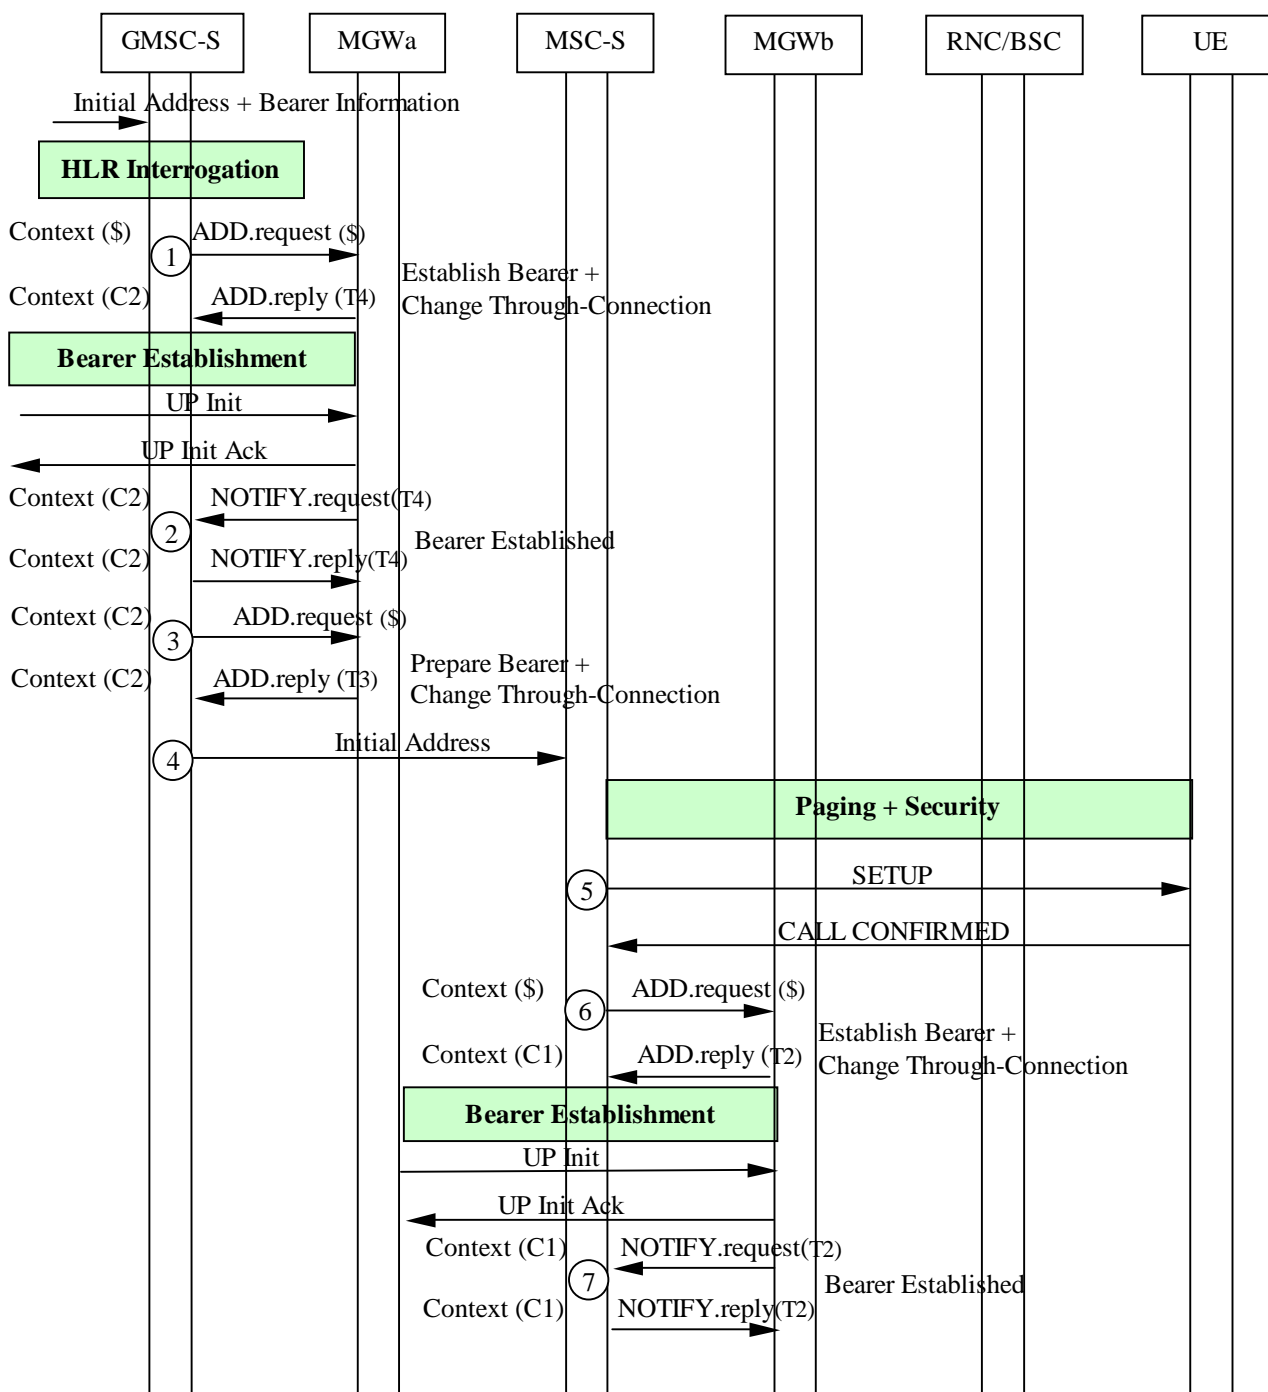 GMSC-S
MGWa
MSC-S
MGWb
RNC/BSC
UE
Initial Address + Bearer Information
HLR Interrogation
Context ($)
ADD.request ($)
1
Establish Bearer +
Change Through-Connection
Context (C2)
ADD.reply (T4)
Bearer Establishment
UP Init
UP Init Ack
Context (C2)
NOTIFY.request(T4)
2
Bearer Established
Context (C2)
NOTIFY.reply(T4)
Context (C2)
ADD.request ($)
3
Prepare Bearer +
Change Through-Connection
Context (C2)
ADD.reply (T3)
Initial Address
4
Paging + Security
SETUP
5
CALL CONFIRMED
Context ($)
ADD.request ($)
6
Establish Bearer +
Change Through-Connection
Context (C1)
ADD.reply (T2)
Bearer Establishment
UP Init
UP Init Ack
Context (C1)
NOTIFY.request(T2)
7
Bearer Established
Context (C1)
NOTIFY.reply(T2)